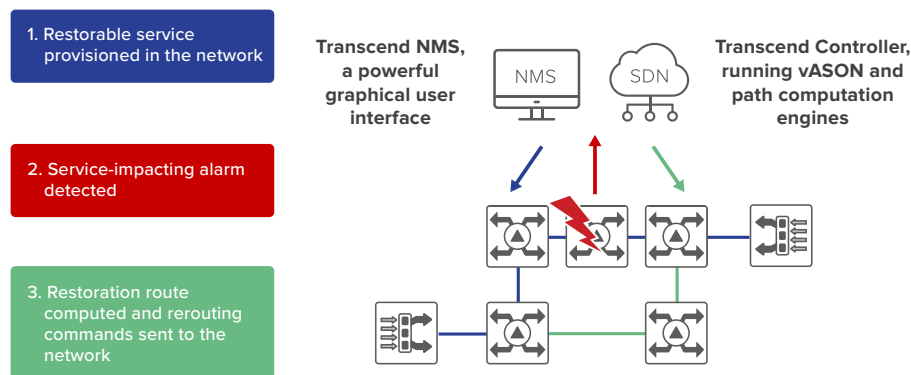 1. Restorable service
provisioned in the network
Transcend NMS,
a powerful
graphical user
interface
NMS
SDN
Transcend Controller,
running vASON and
path computation
engines
2. Service-impacting alarm
detected
3. Restoration route
computed and rerouting
commands sent to the
network